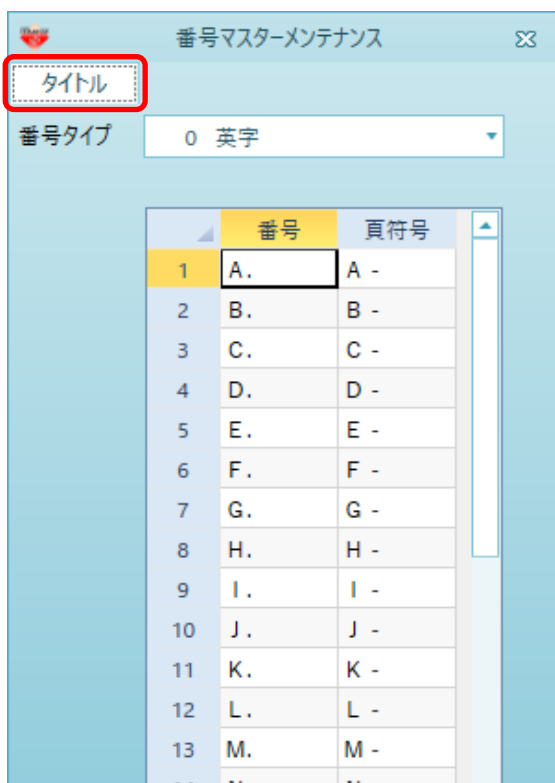 番号マスターメンテナンス
タイトル
番号タイプ 0 英字
番号 頁符号
1 A. A -
2 B. B -
3 C. C -
4 D. D -
5 E. E -
6 F. F -
7 G. G -
8 H. H -
9 I. I -
10 J. J -
11 K. K -
12 L. L -
13 M. M -